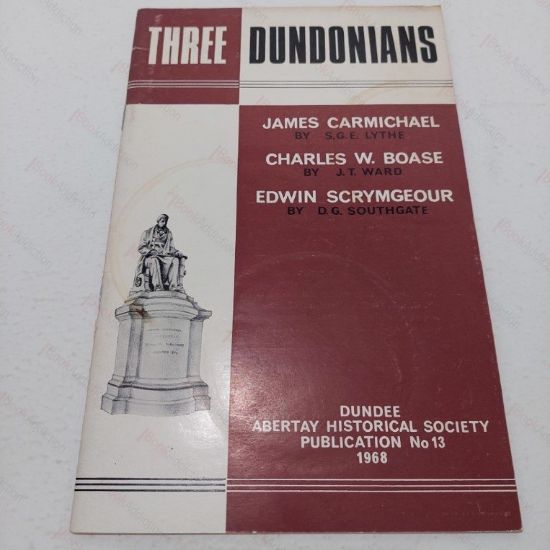 THREE DUNDONIANS
JAMES CARMICHAEL
BY S.G.E. LYTHE
CHARLES W. BOASE
BY J.T. WARD
EDWIN SCRYMGEOUR
BY D.G. SOUTHGATE
DUNDEE
ABERTAY HISTORICAL SOCIETY
PUBLICATION No 13
1968